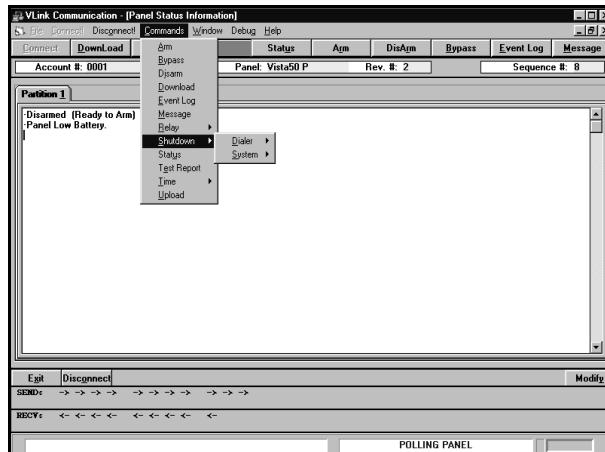 VLink Communication - [Panel Status Information]
File Connect! Disconnect! Commands Window Debug Help
Connect DownLoad Status Arm DisArm Bypass Event Log Message
Account #: 0001 Panel: Vista50 P Rev. #: 2 Sequence #: 8
Partition 1
·Disarmed (Ready to Arm)
·Panel Low Battery.
Arm
Bypass
Disarm
Download
Event Log
Message
Relay
Shutdown
Status
Test Report
Time
Upload
Dialer
System
Exit Disconnect Modify
SEND: -> -> -> -> -> -> -> -> -> -> ->
RECV: <- <- <- <- <- <- <- <- <-
POLLING PANEL